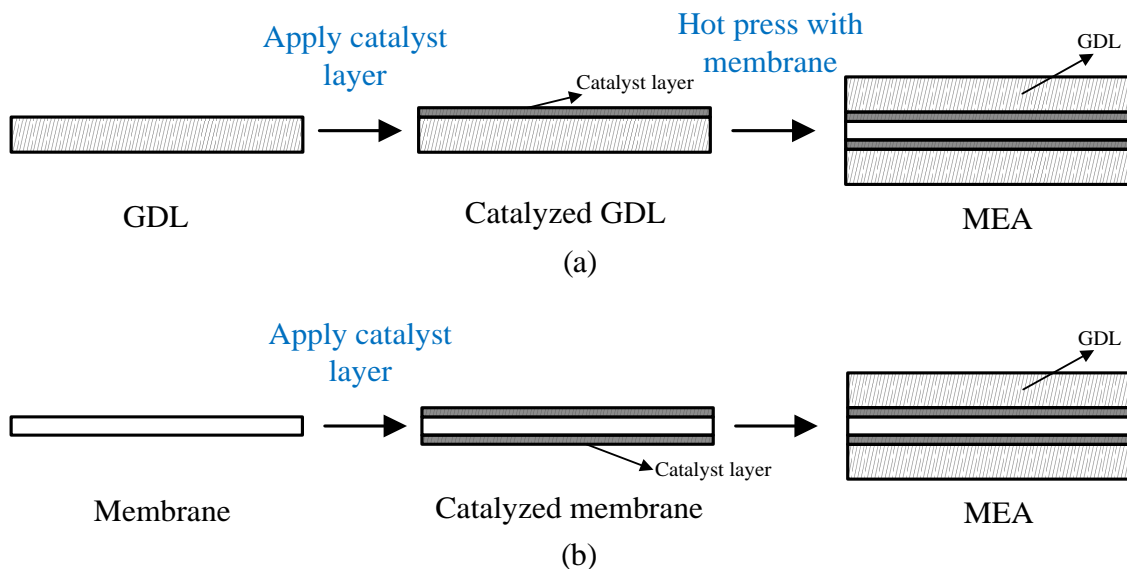 Apply catalyst
layer
Hot press with
membrane
GDL
Catalyst layer
GDL
Catalyzed GDL
MEA
(a)
Apply catalyst
layer
GDL
Catalyst layer
Membrane
Catalyzed membrane
MEA
(b)